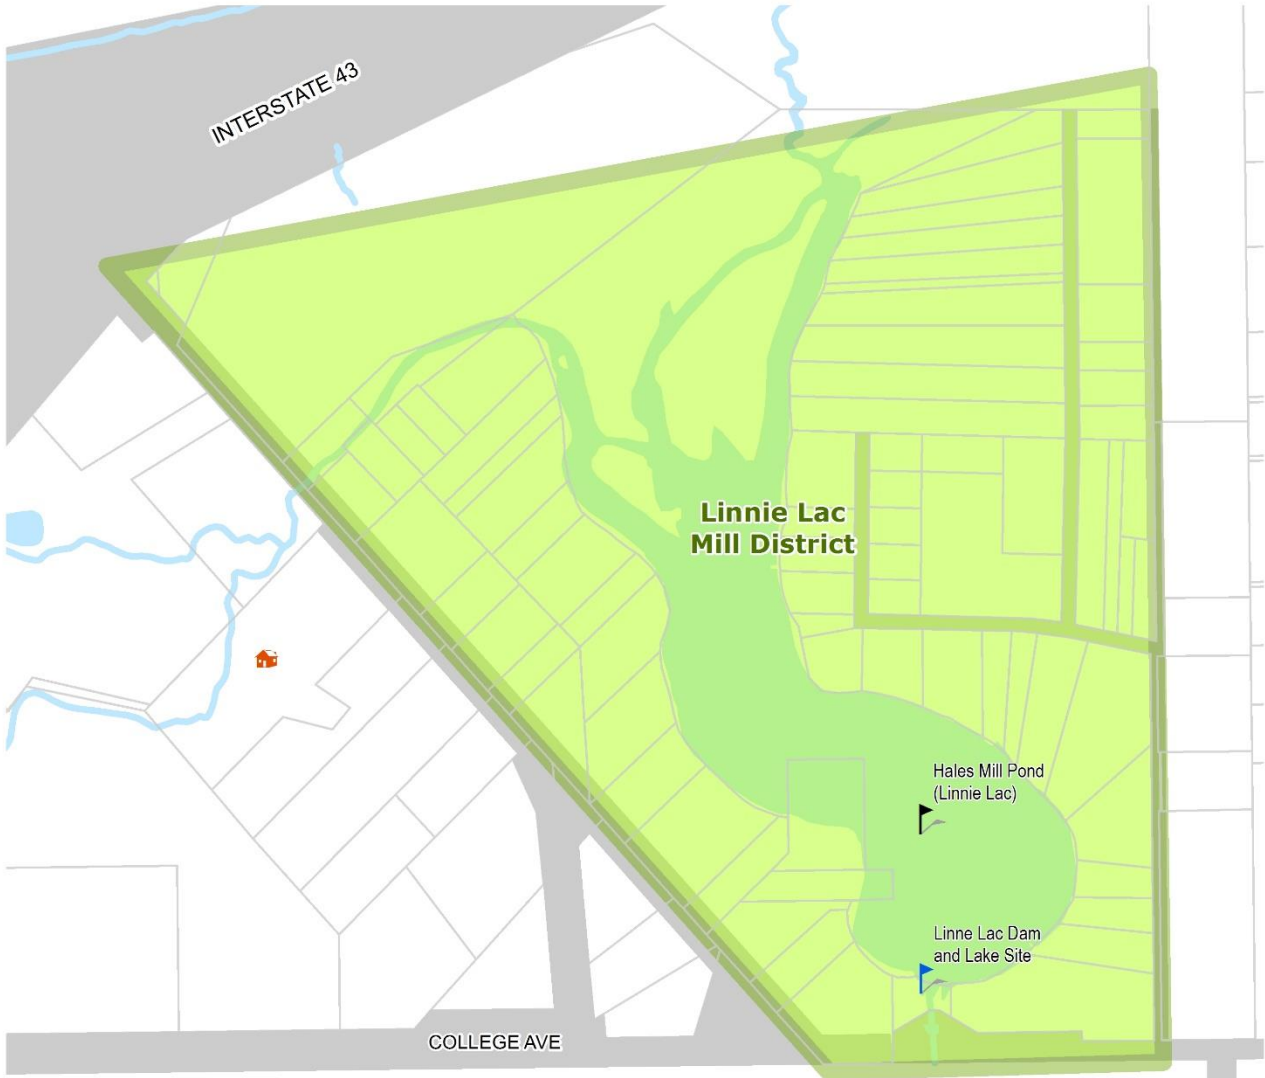 INTERSTATE 43
Linnie Lac
Mill District
Hales Mill Pond
(Linnie Lac)
Linne Lac Dam
and Lake Site
COLLEGE AVE